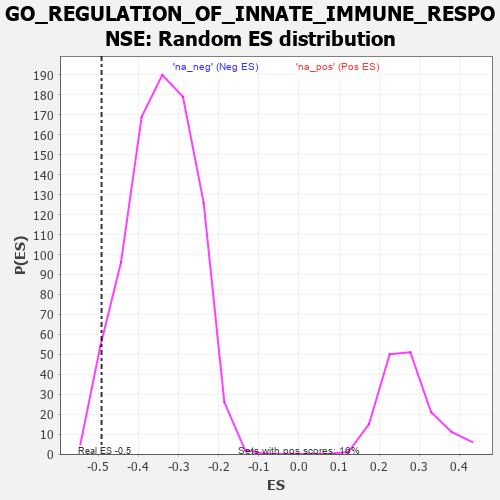 GO_REGULATION_OF_INNATE_IMMUNE_RESPO
NSE: Random ES distribution
'na_neg' (Neg ES) 'na_pos' (Pos ES)
190
180
170
160
150
140
130
120
110
100
90
80
70
60
50
40
30
20
10
0
P(ES)
Real ES -0.5 Sets with pos scores: 16%
-0.5 -0.4 -0.3 -0.2 -0.1 0.0 0.1 0.2 0.3 0.4
ES